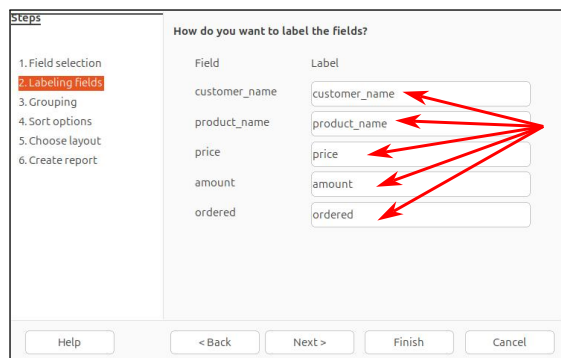 Steps
How do you want to label the fields?
1. Field selection
2. Labeling fields
3. Grouping
4. Sort options
5. Choose layout
6. Create report
Field Label
customer_name customer_name
product_name product_name
price price
amount amount
ordered ordered
Help < Back Next > Finish Cancel